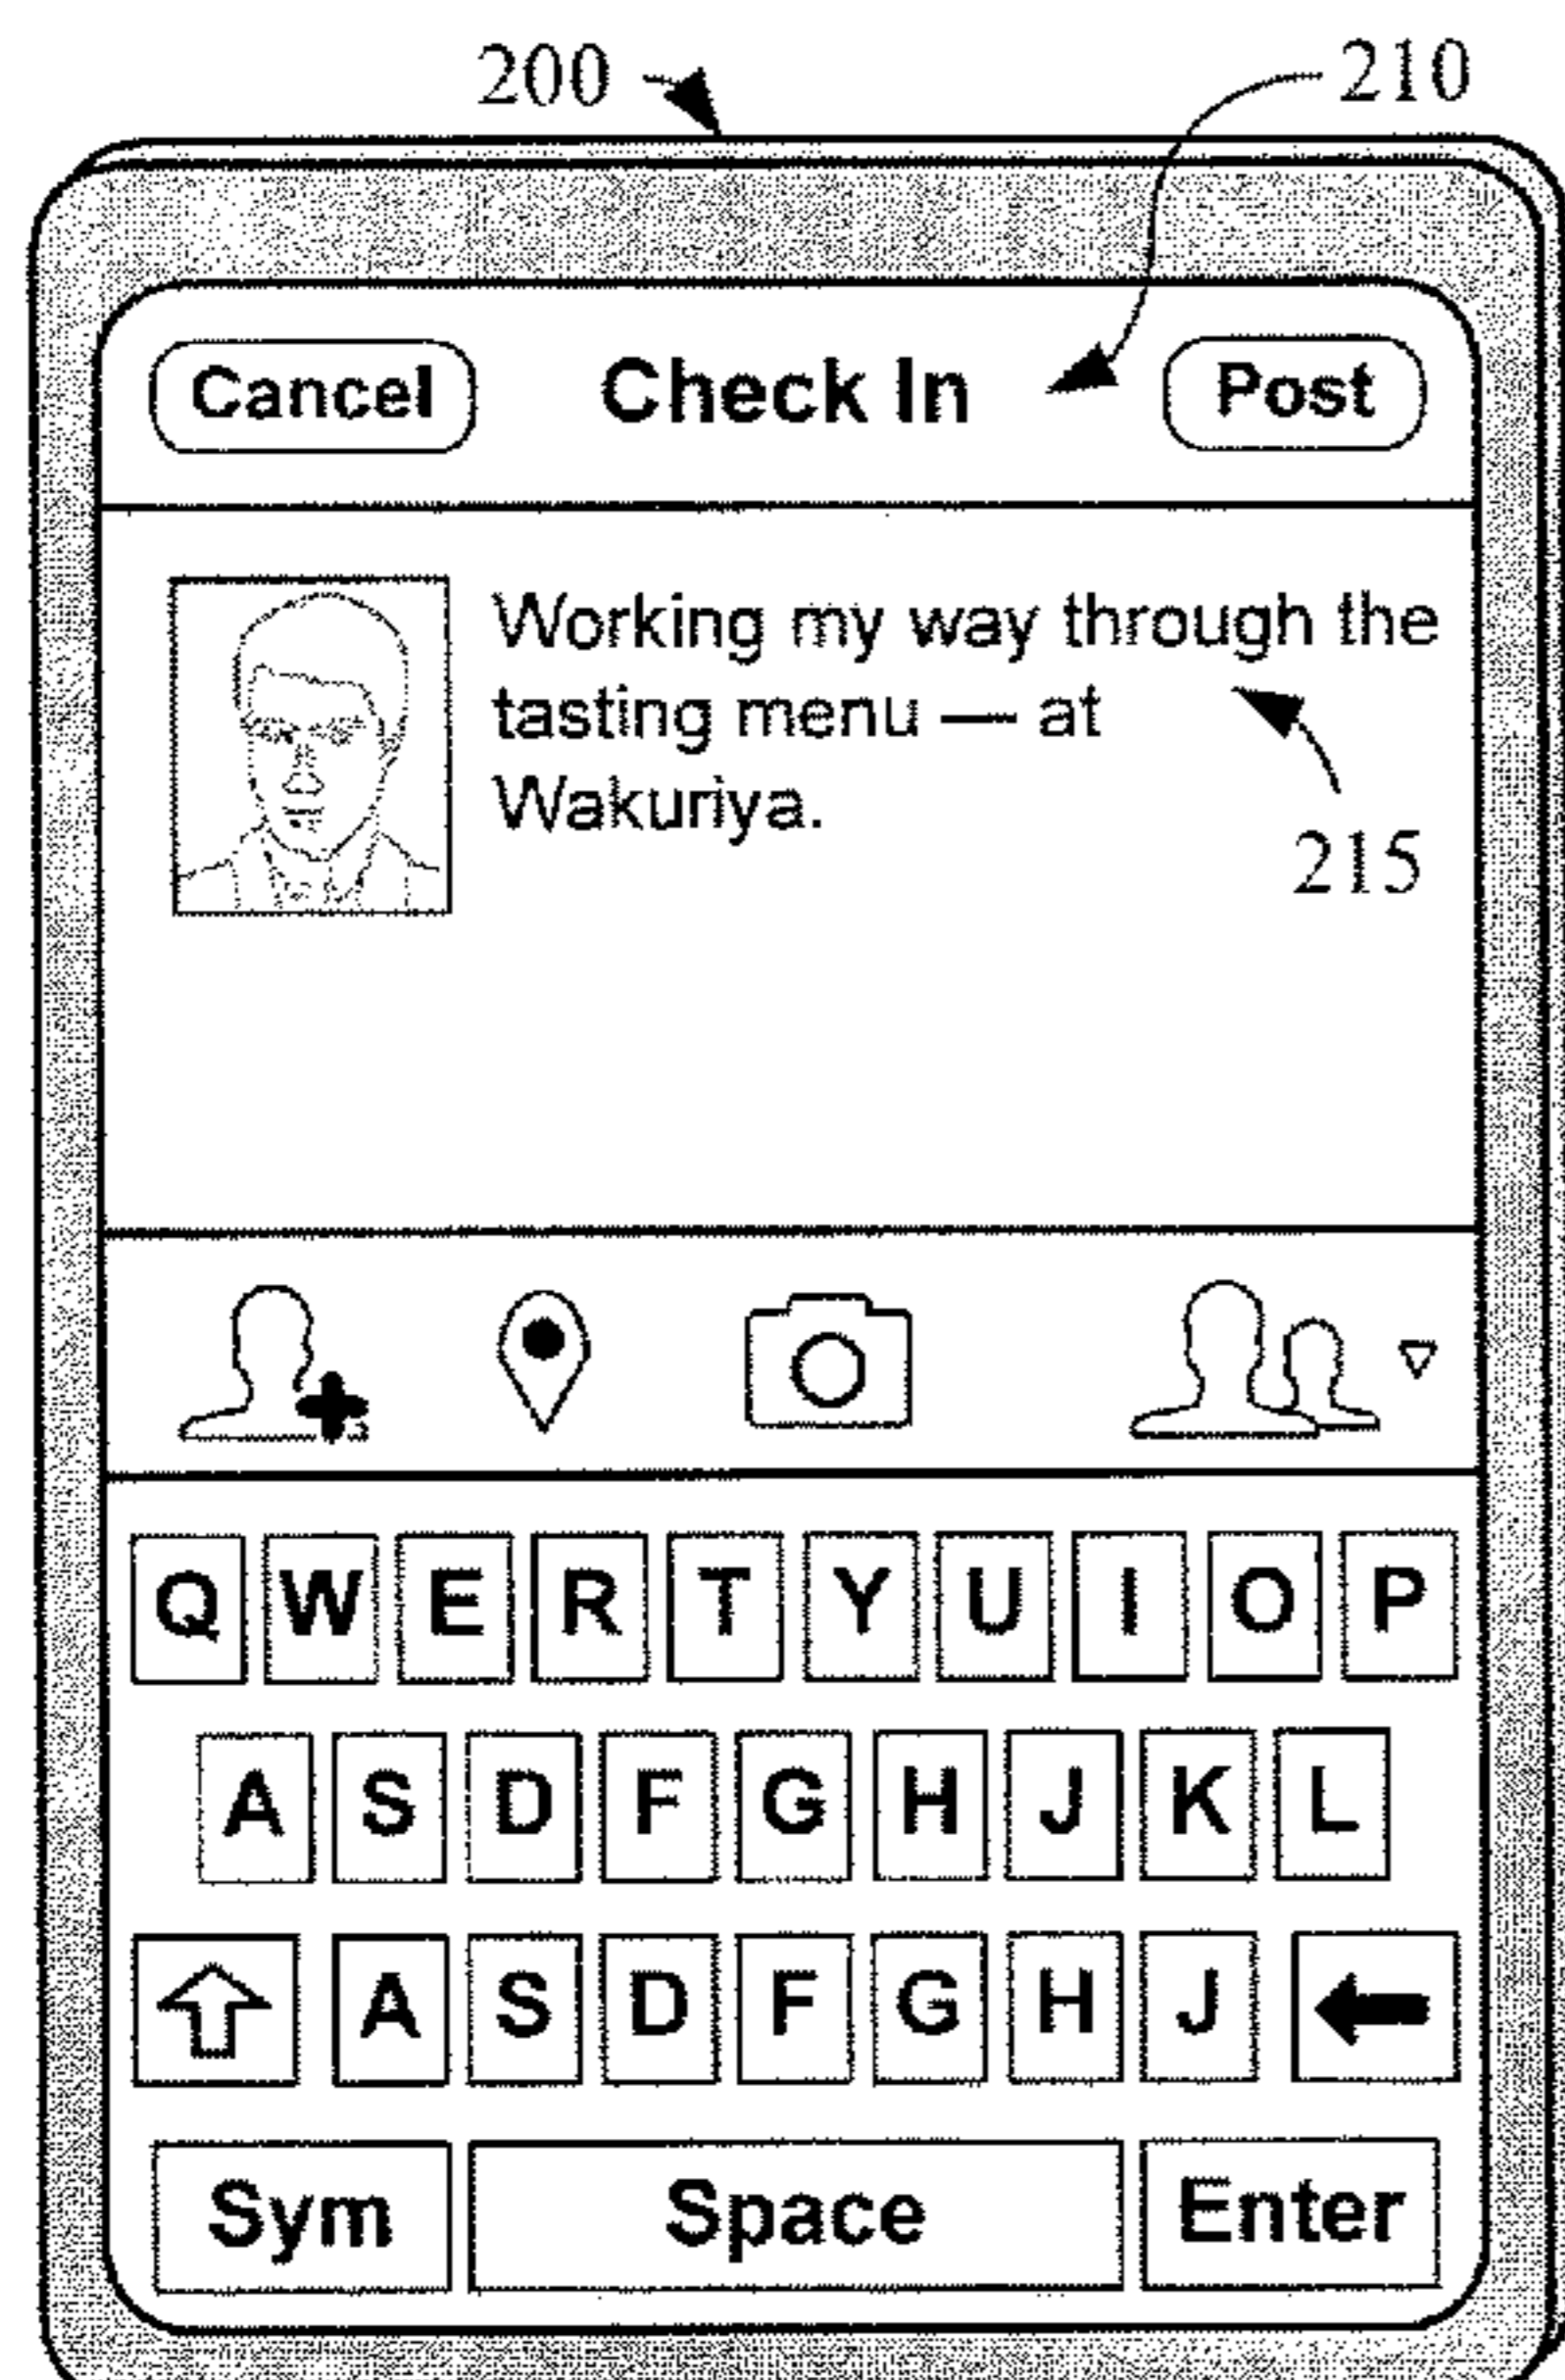 200 210
Cancel Check In Post
Working my way through the
tasting menu — at
Wakuriya.
215
Q W E R T Y U I O P
A S D F G H J K L
A S D F G H J
Sym Space Enter